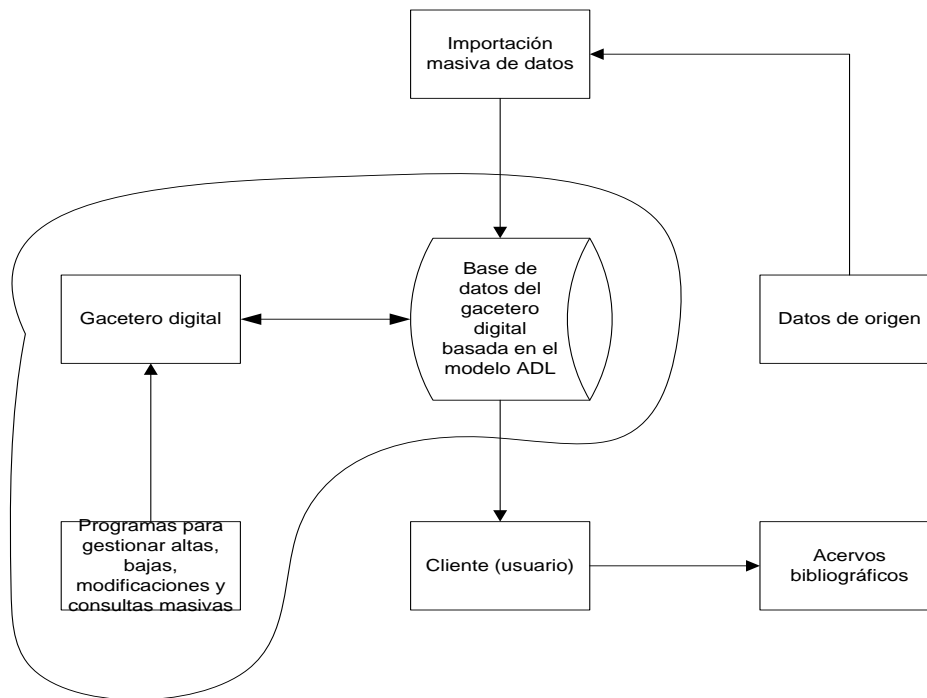 Importación
masiva de datos
Base de
datos del
gacetero
digital
basada en el
modelo ADL
Gacetero digital
Datos de origen
Programas para
gestionar altas,
bajas,
modificaciones y
consultas masivas
Cliente (usuario)
Acervos
bibliográficos